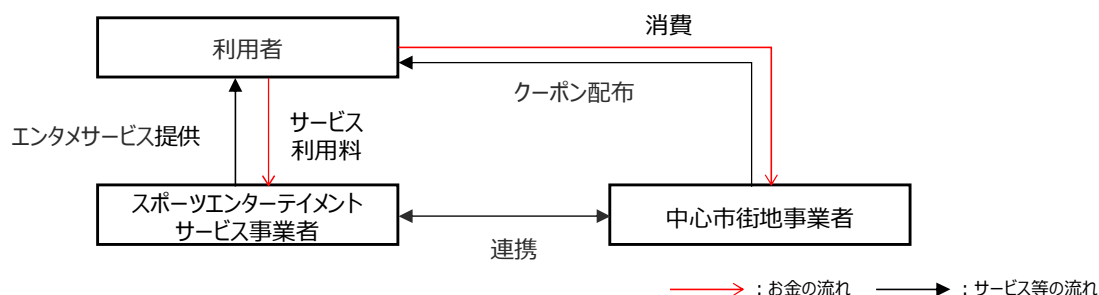 消費
利用者
クーポン配布
エンタメサービス提供
サービス
利用料
スポーツエンターテイメント
サービス事業者
中心市街地事業者
連携
：お金の流れ
：サービス等の流れ